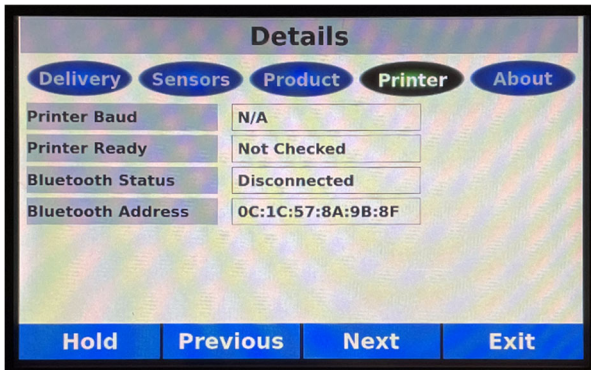 Details
Delivery Sensors Product Printer About
Printer Baud N/A
Printer Ready Not Checked
Bluetooth Status Disconnected
Bluetooth Address 0C:1C:57:8A:9B:8F
Hold Previous Next Exit